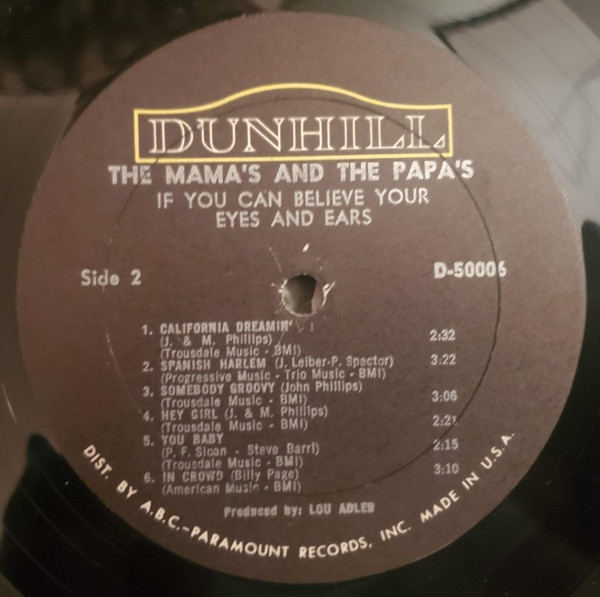 DUNHILL
THE MAMA'S AND THE PAPA'S
IF YOU CAN BELIEVE YOUR
EYES AND EARS
Side 2 D-50006
1. CALIFORNIA DREAMIN'
(J. & M. Phillips) 2:32
(Trousdale Music - BMI)
2. SPANISH HARLEM (J. Leiber-P. Spector) 3:22
(Progressive Music - Trio Music - BMI)
3. SOMEBODY GROOVY (John Phillips)
(Trousdale Music - BMI) 3:06
4. HEY GIRL (J. & M. Phillips)
(Trousdale Music - BMI) 2:21
5. YOU BABY
(P. F. Sloan - Steve Barri) 2:15
(Trousdale Music - BMI)
6. IN CROWD (Billy Page) 3:10
(American Music - BMI)
Produced by: LOU ADLER
DIST. BY A.B.C.-PARAMOUNT RECORDS, INC. MADE IN U.S.A.